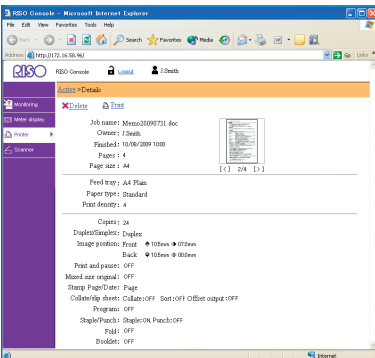 RISO Console - Microsoft Internet Explorer
File Edit View Favorites Tools Help
Back Search Favorites Media
Address http://172.16.58.96/ Go Links
RISO RISO Console Logout J.Smith
Active >Details
Monitoring
Meter display
Printer
Scanner
Delete Print
Job name: Memo20090731.doc
Owner: J.Smith
Finished: 10/08/2009 10:00
Pages: 4
Page size: A4
[<] 2/4 [>]
Feed tray: A4 Plain
Paper type: Standard
Print density: 4
Copies: 24
Duplex/Simplex: Duplex
Image position: Front 10.5mm 07.0mm
Back 10.5mm 00.0mm
Print and pause: OFF
Mixed size original: OFF
Stamp Page/Date: Page
Collate/slip sheet: Collate:OFF Sort:OFF Offset output:OFF
Program: OFF
Staple/Punch: Staple:ON, Punch:OFF
Fold: OFF
Booklet: OFF
Internet